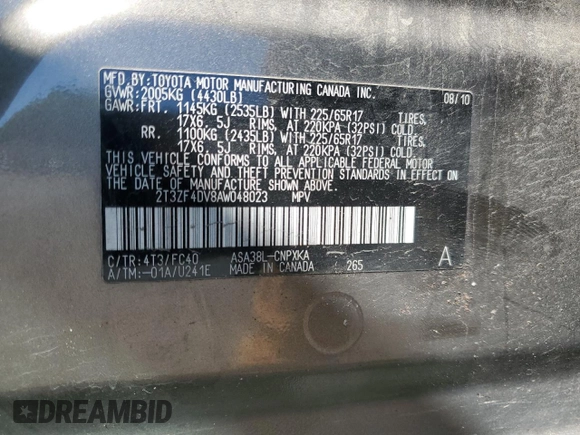 MFD.BY:TOYOTA MOTOR MANUFACTURING CANADA INC.
GVWR: 2005KG (4430LB) 08/10
GAWR: FRT. 1145KG (2535LB) WITH 225/65R17 TIRES,
17X6.5J RIMS, AT 220KPA (32PSI) COLD
RR. 1100KG (2435LB) WITH 225/65R17 TIRES,
17X6.5J RIMS, AT 220KPA (32PSI) COLD.
THIS VEHICLE CONFORMS TO ALL APPLICABLE FEDERAL MOTOR
VEHICLE SAFETY AND THEFT PREVENTION STANDARDS IN EFFECT ON
THE DATE OF MANUFACTURE SHOWN ABOVE.
2T3ZF4DV8AW048023 MPV
C/TR: 4T3/FC40 ASA38L-CNPXKA
A/TM: -01A/U241E MADE IN CANADA 265 A
DREAMBID